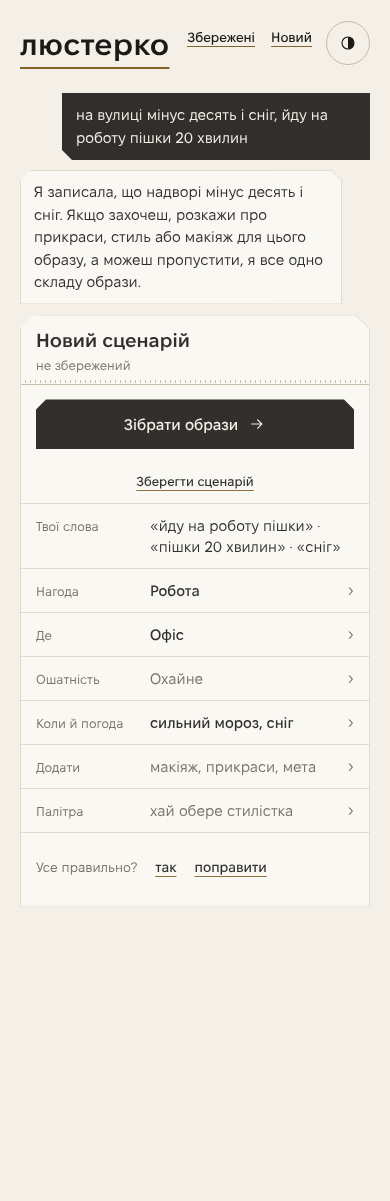 люстерко
Збережені
Новий
на вулиці мінус десять і сніг, йду на
роботу пішки 20 хвилин
Я записала, що надворі мінус десять і
сніг. Якщо захочеш, розкажи про
прикраси, стиль або макіяж для цього
образу, а можеш пропустити, я все одно
складу образи.
Новий сценарій
не збережений
Зібрати образи →
Зберегти сценарій
Твої слова
«йду на роботу пішки» ·
«пішки 20 хвилин» · «сніг»
Нагода Робота ›
Де Офіс ›
Ошатність Охайне ›
Коли й погода сильний мороз, сніг ›
Додати макіяж, прикраси, мета ›
Палітра хай обере стилістка ›
Усе правильно? так поправити